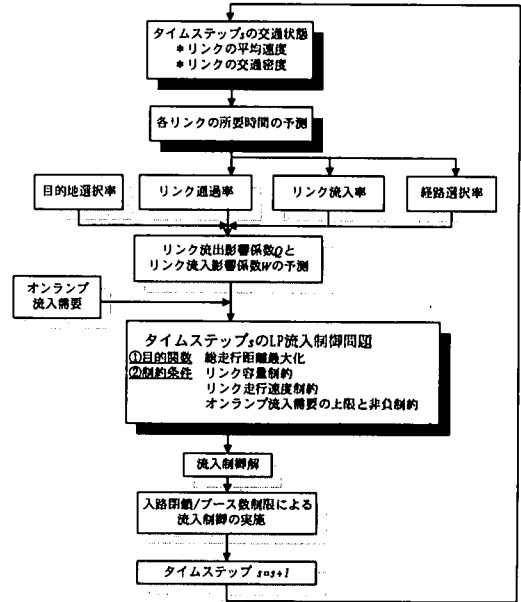 タイムステップsの交通状態
＊リンクの平均速度
＊リンクの交通密度
各リンクの所要時間の予測
目的地選択率
リンク通過率
リンク流入率
経路選択率
リンク流出影響係数Qと
リンク流入影響係数Wの予測
オンランプ
流入需要
タイムステップsのLP流入制御問題
①目的関数 総走行距離最大化
②制約条件 リンク容量制約
リンク走行速度制約
オンランプ流入需要の上限と非負制約
流入制御解
入路閉鎖/ブース数制限による
流入制御の実施
タイムステップ s=s+1